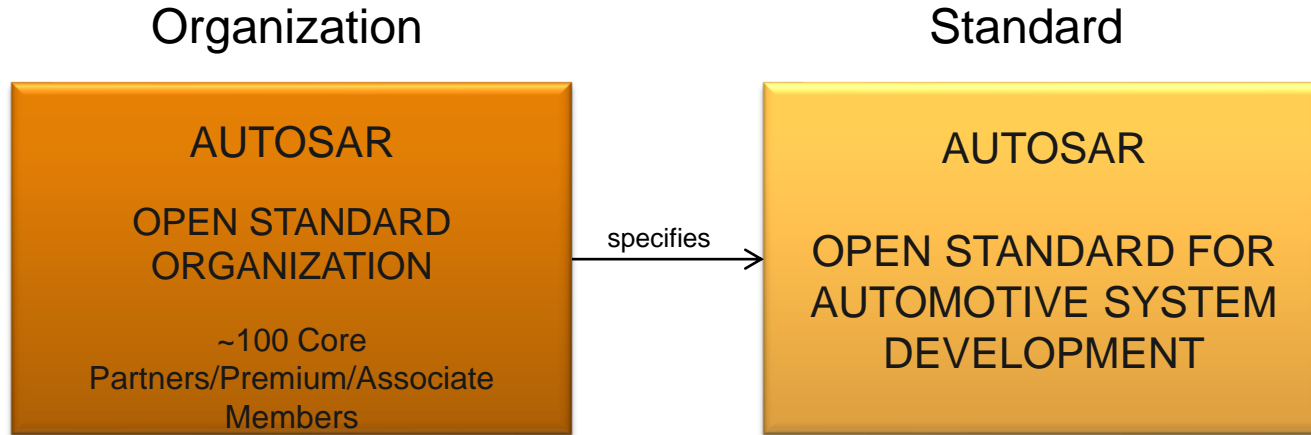 Organization
Standard
AUTOSAR
OPEN STANDARD
ORGANIZATION
~100 Core
Partners/Premium/Associate
Members
specifies
AUTOSAR
OPEN STANDARD FOR
AUTOMOTIVE SYSTEM
DEVELOPMENT